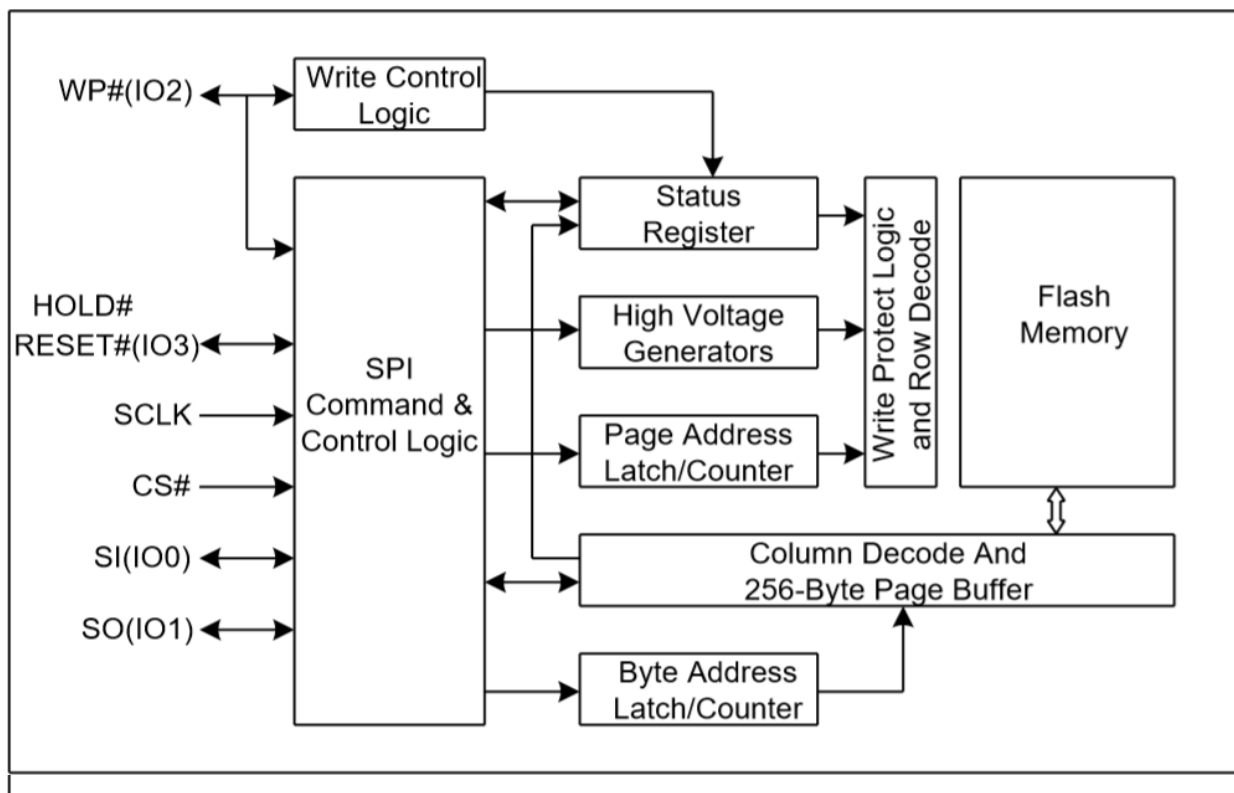 WP#(IO2)
Write Control
Logic
HOLD#
RESET#(IO3)
SCLK
CS#
SI(IO0)
SO(IO1)
SPI
Command &
Control Logic
Status
Register
High Voltage
Generators
Page Address
Latch/Counter
Write Protect Logic
and Row Decode
Flash
Memory
Column Decode And
256-Byte Page Buffer
Byte Address
Latch/Counter